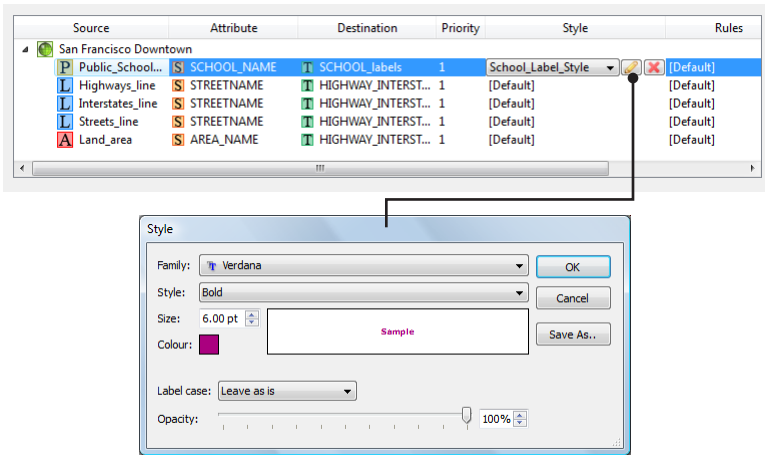 Source Attribute Destination Priority Style Rules
San Francisco Downtown
P Public_School... S SCHOOL_NAME T SCHOOL_labels 1 School_Label_Style [Default]
L Highways_line S STREETNAME T HIGHWAY_INTERST... 1 [Default] [Default]
L Interstates_line S STREETNAME T HIGHWAY_INTERST... 1 [Default] [Default]
L Streets_line S STREETNAME T HIGHWAY_INTERST... 1 [Default] [Default]
A Land_area S AREA_NAME T HIGHWAY_INTERST... 1 [Default] [Default]
Style
Family: Verdana OK
Style: Bold Cancel
Size: 6.00 pt Sample Save As..
Colour:
Label case: Leave as is
Opacity: 100%